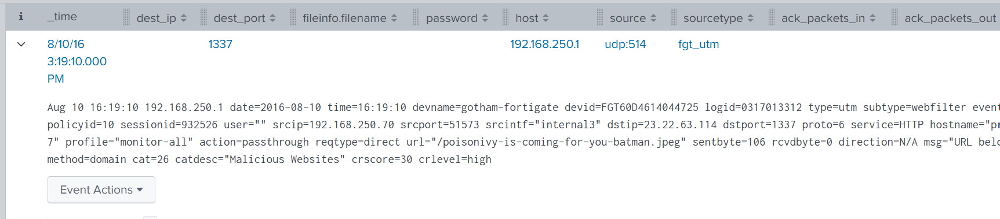 i _time dest_ip dest_port fileinfo.filename password host source sourcetype ack_packets_in ack_packets_out
8/10/16 1337 192.168.250.1 udp:514 fgt_utm
3:19:10.000
PM
Aug 10 16:19:10 192.168.250.1 date=2016-08-10 time=16:19:10 devname=gotham-fortigate devid=FGT60D4614044725 logid=0317013312 type=utm subtype=webfilter event
policyid=10 sessionid=932526 user="" srcip=192.168.250.70 srcport=51573 srcintf="internal3" dstip=23.22.63.114 dstport=1337 proto=6 service=HTTP hostname="pr
7" profile="monitor-all" action=passthrough reqtype=direct url="/poisonivy-is-coming-for-you-batman.jpeg" sentbyte=106 rcvdbyte=0 direction=N/A msg="URL belo
method=domain cat=26 catdesc="Malicious Websites" crscore=30 crlevel=high
Event Actions